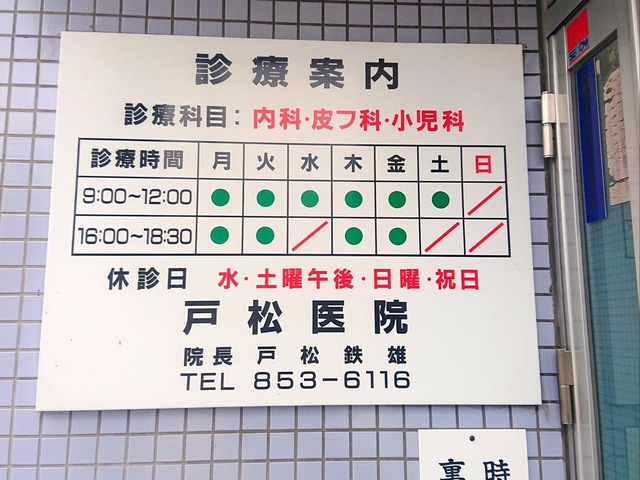 診療案内
診療科目：内科・皮フ科・小児科
診療時間 月 火 水 木 金 土 日
9:00～12:00 ● ● ● ● ● ● ／
16:00～18:30 ● ● ／ ● ● ／ ／
休診日 水・土曜午後・日曜・祝日
戸松医院
院長 戸松鉄雄
TEL 853-6116
裏 時